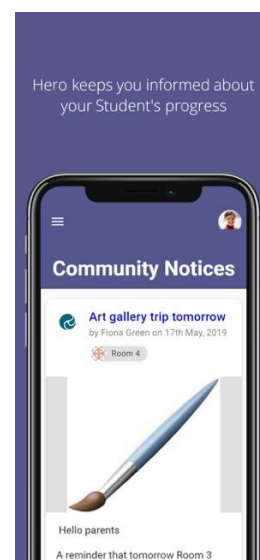 Hero keeps you informed about
your Student's progress
Community Notices
Art gallery trip tomorrow
by Fiona Green on 17th May, 2019
Room 4
Hello parents
A reminder that tomorrow Room 3